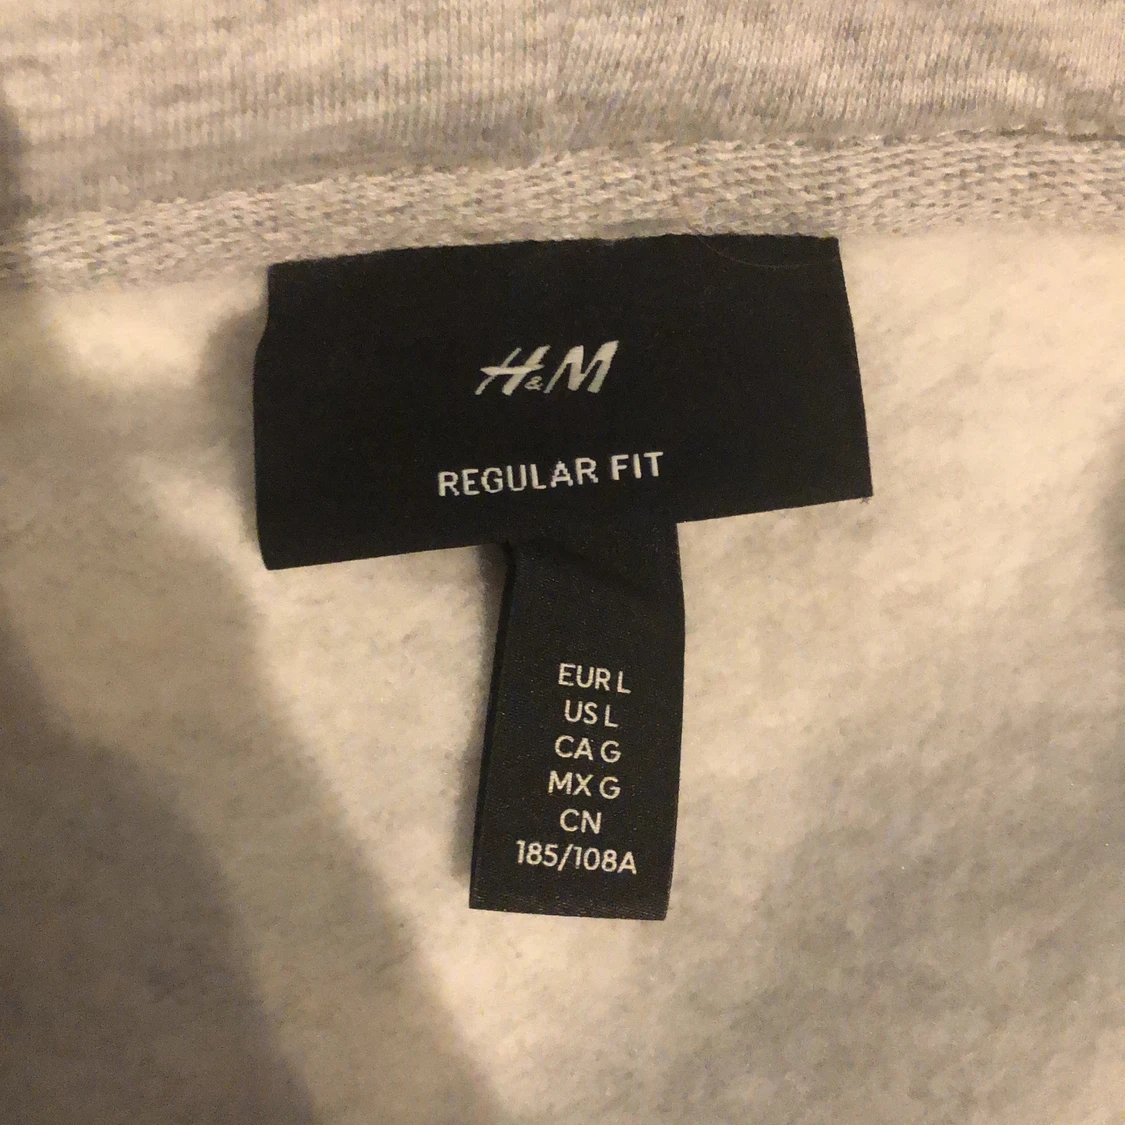 H&M
REGULAR FIT
EUR L
US L
CA G
MX G
CN
185/108A